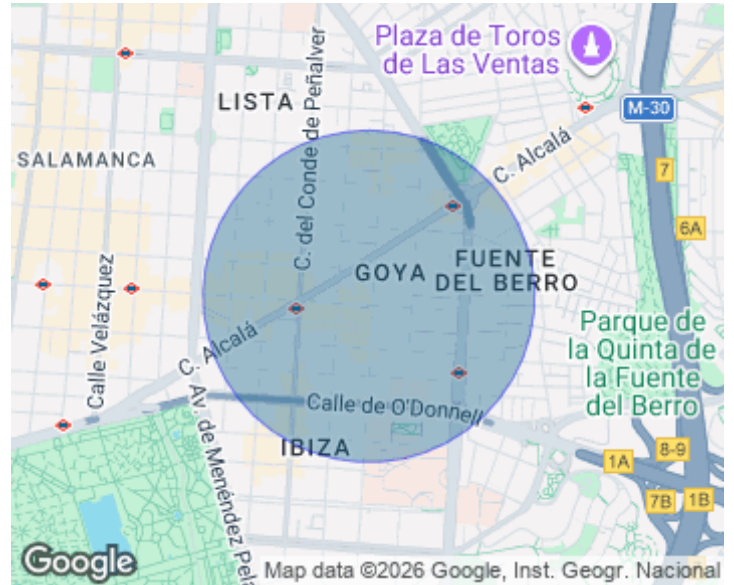 Plaza de Toros
de Las Ventas
LISTA
C. del Conde de Peñalver
M-30
SALAMANCA
C. Alcalá
7
6A
Calle Velázquez
GOYA
FUENTE
DEL BERRO
Parque de
la Quinta de
la Fuente
del Berro
C. Alcalá
Av. de Menéndez Pela
Calle de O'Donnell
IBIZA
8-9
1A
7B
1B
Google
Map data ©2026 Google, Inst. Geogr. Nacional